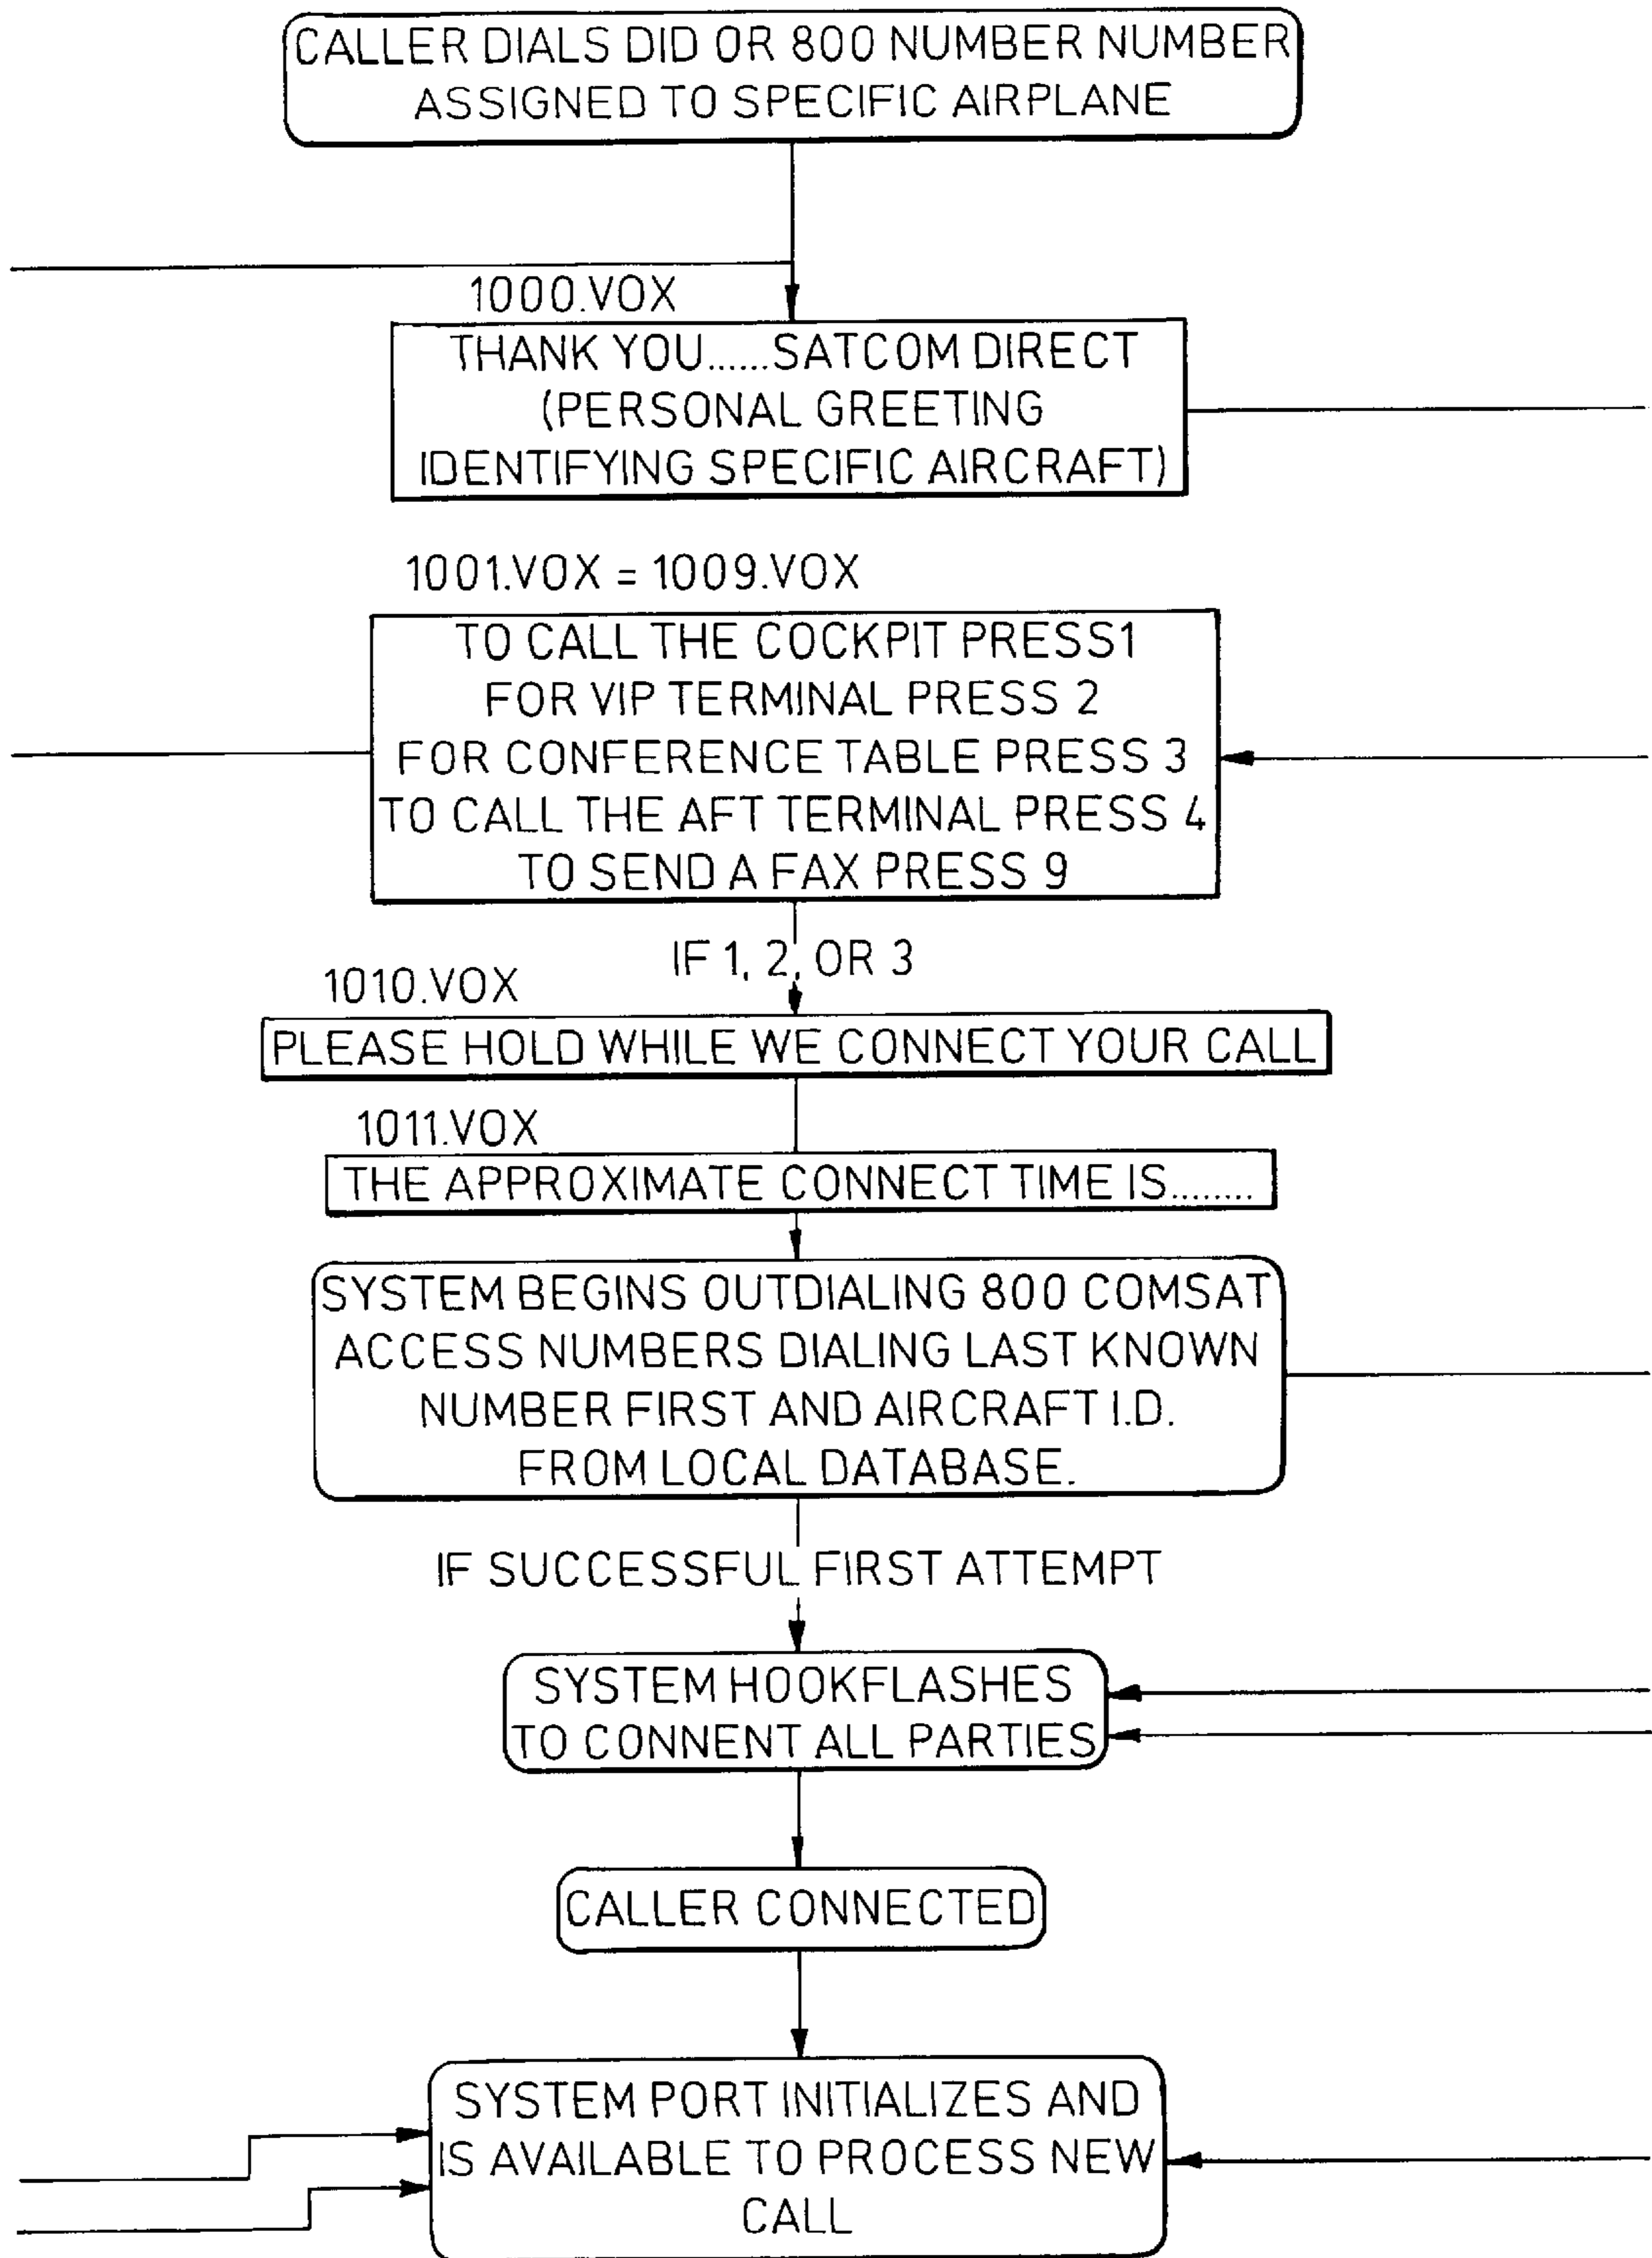 CALLER DIALS DID OR 800 NUMBER NUMBER
ASSIGNED TO SPECIFIC AIRPLANE
1000.VOX
THANK YOU......SATCOM DIRECT
(PERSONAL GREETING
IDENTIFYING SPECIFIC AIRCRAFT)
1001.VOX = 1009.VOX
TO CALL THE COCKPIT PRESS1
FOR VIP TERMINAL PRESS 2
FOR CONFERENCE TABLE PRESS 3
TO CALL THE AFT TERMINAL PRESS 4
TO SEND A FAX PRESS 9
IF 1, 2, OR 3
1010.VOX
PLEASE HOLD WHILE WE CONNECT YOUR CALL
1011.VOX
THE APPROXIMATE CONNECT TIME IS........
SYSTEM BEGINS OUTDIALING 800 COMSAT
ACCESS NUMBERS DIALING LAST KNOWN
NUMBER FIRST AND AIRCRAFT I.D.
FROM LOCAL DATABASE.
IF SUCCESSFUL FIRST ATTEMPT
SYSTEM HOOKFLASHES
TO CONNENT ALL PARTIES
CALLER CONNECTED
SYSTEM PORT INITIALIZES AND
IS AVAILABLE TO PROCESS NEW
CALL